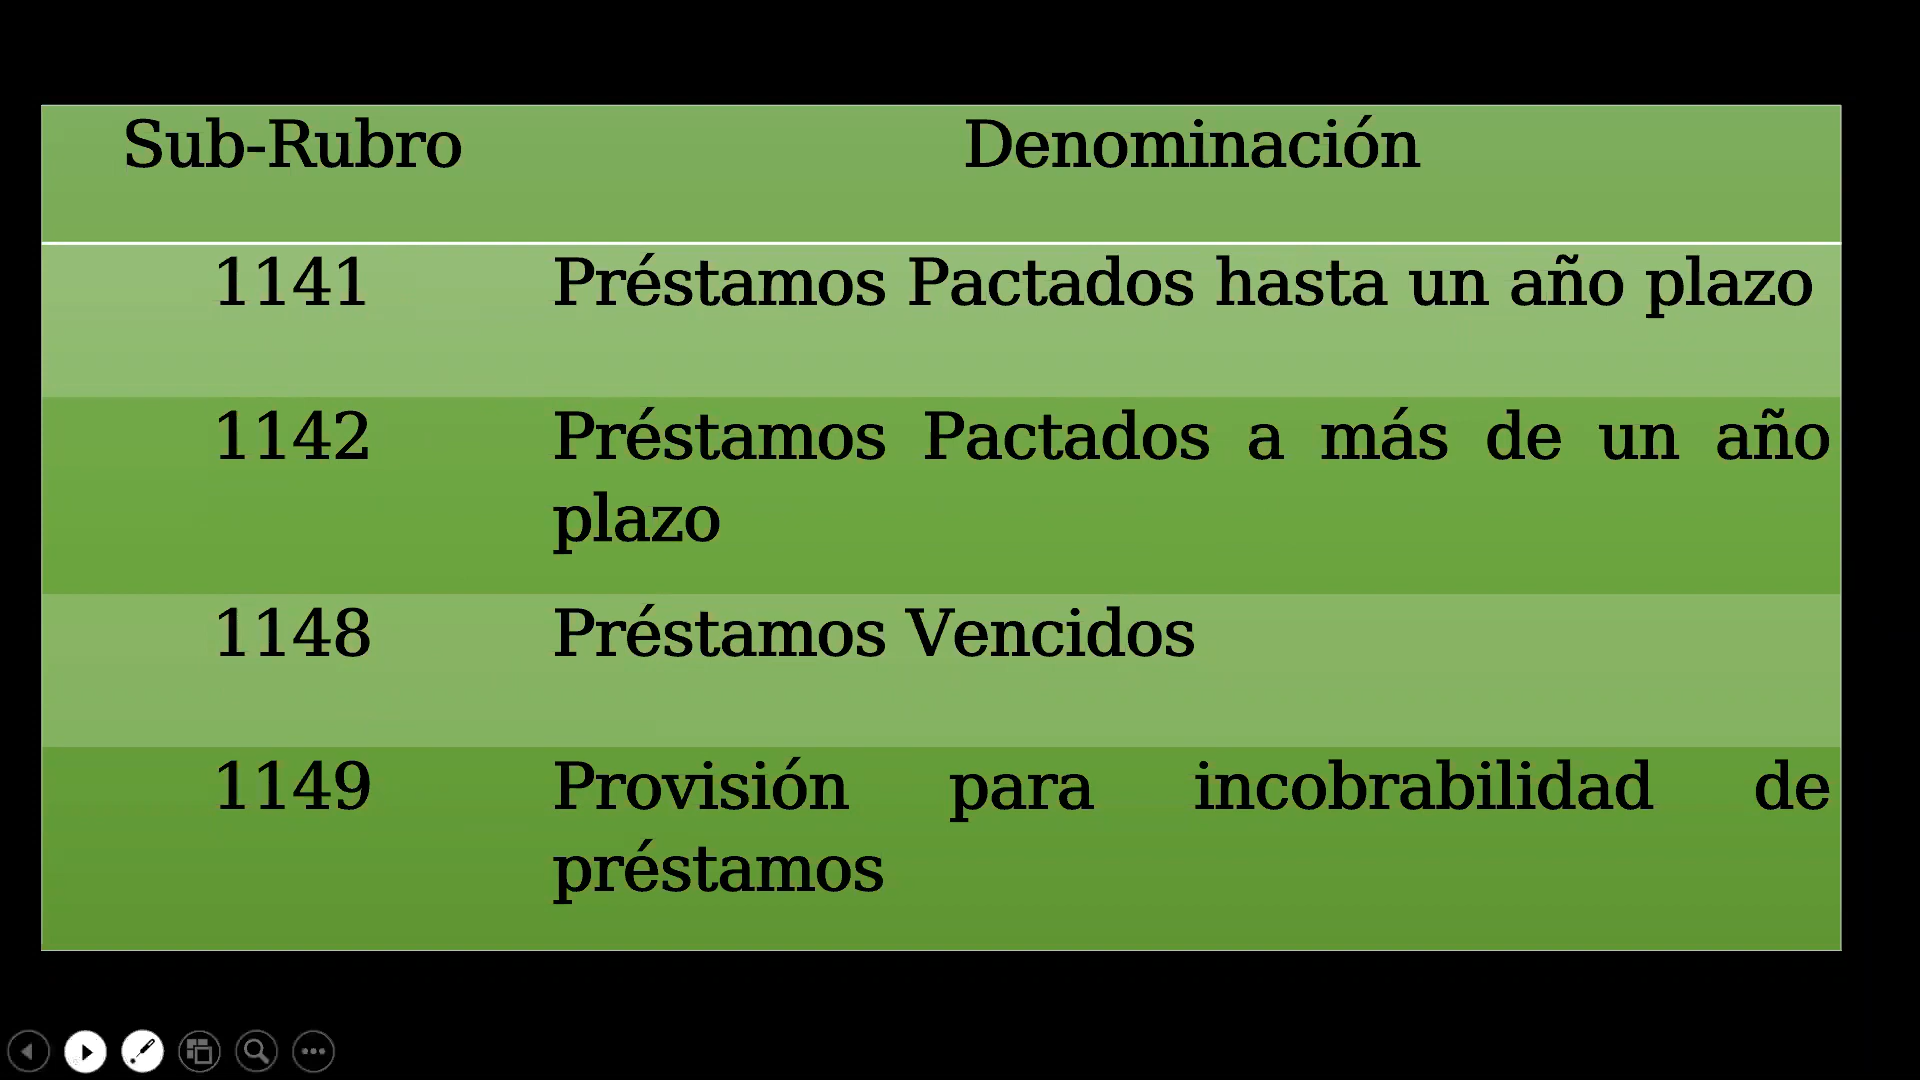 Sub-Rubro Denominación
1141 Préstamos Pactados hasta un año plazo
1142 Préstamos Pactados a más de un año
plazo
1148 Préstamos Vencidos
1149 Provisión para incobrabilidad de
préstamos